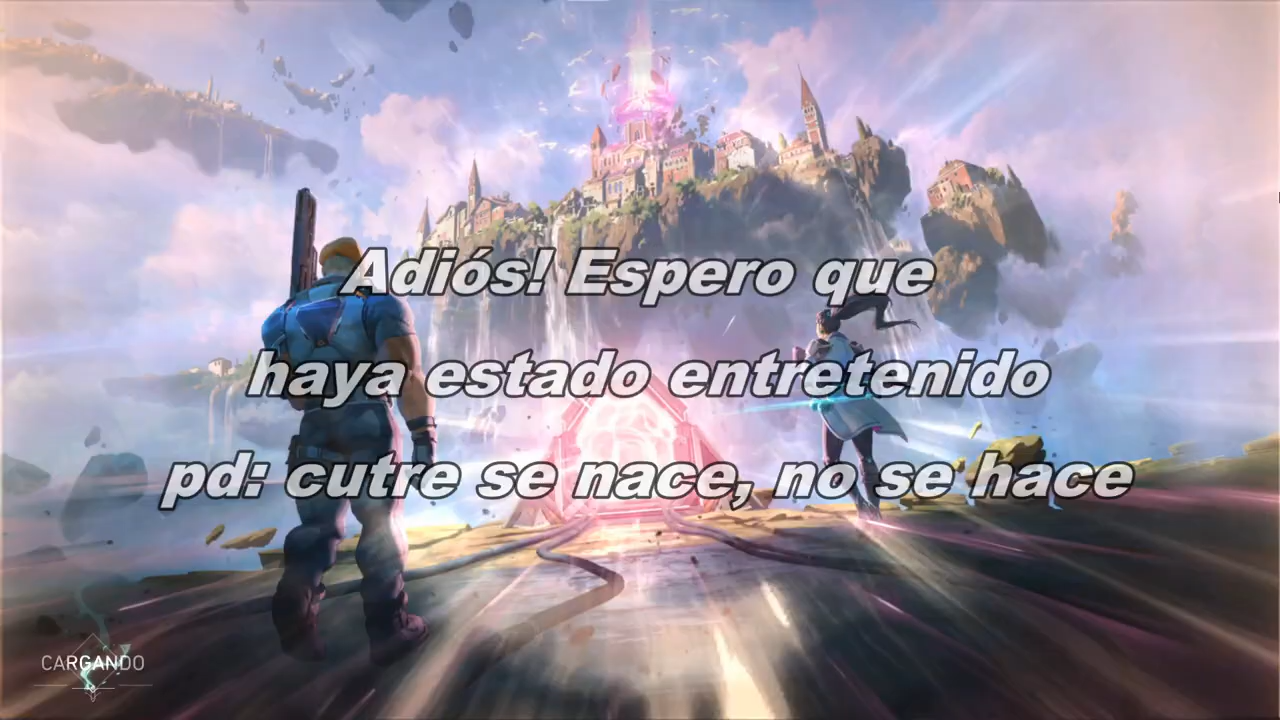 Adiós! Espero que
haya estado entretenido
pd: cutre se nace, no se hace
CARGANDO